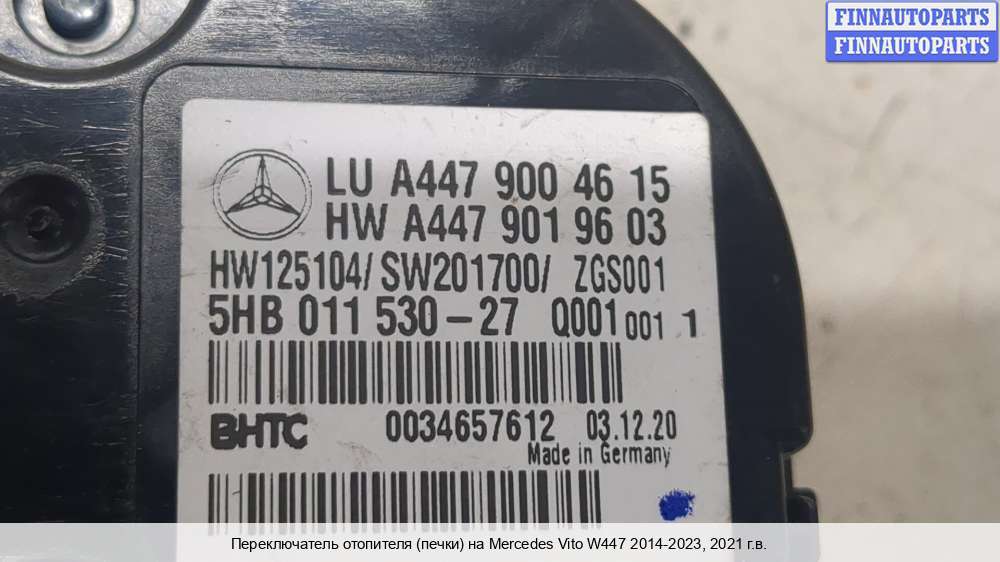 FINNAUTOPARTS
FINNAUTOPARTS
LU A447 900 46 15
HW A447 901 96 03
HW125104/ SW201700/ ZGS001
5HB 011 530-27 Q001 001 1
BHTC 0034657612 03.12.20
Made in Germany
Переключатель отопителя (печки) на Mercedes Vito W447 2014-2023, 2021 г.в.